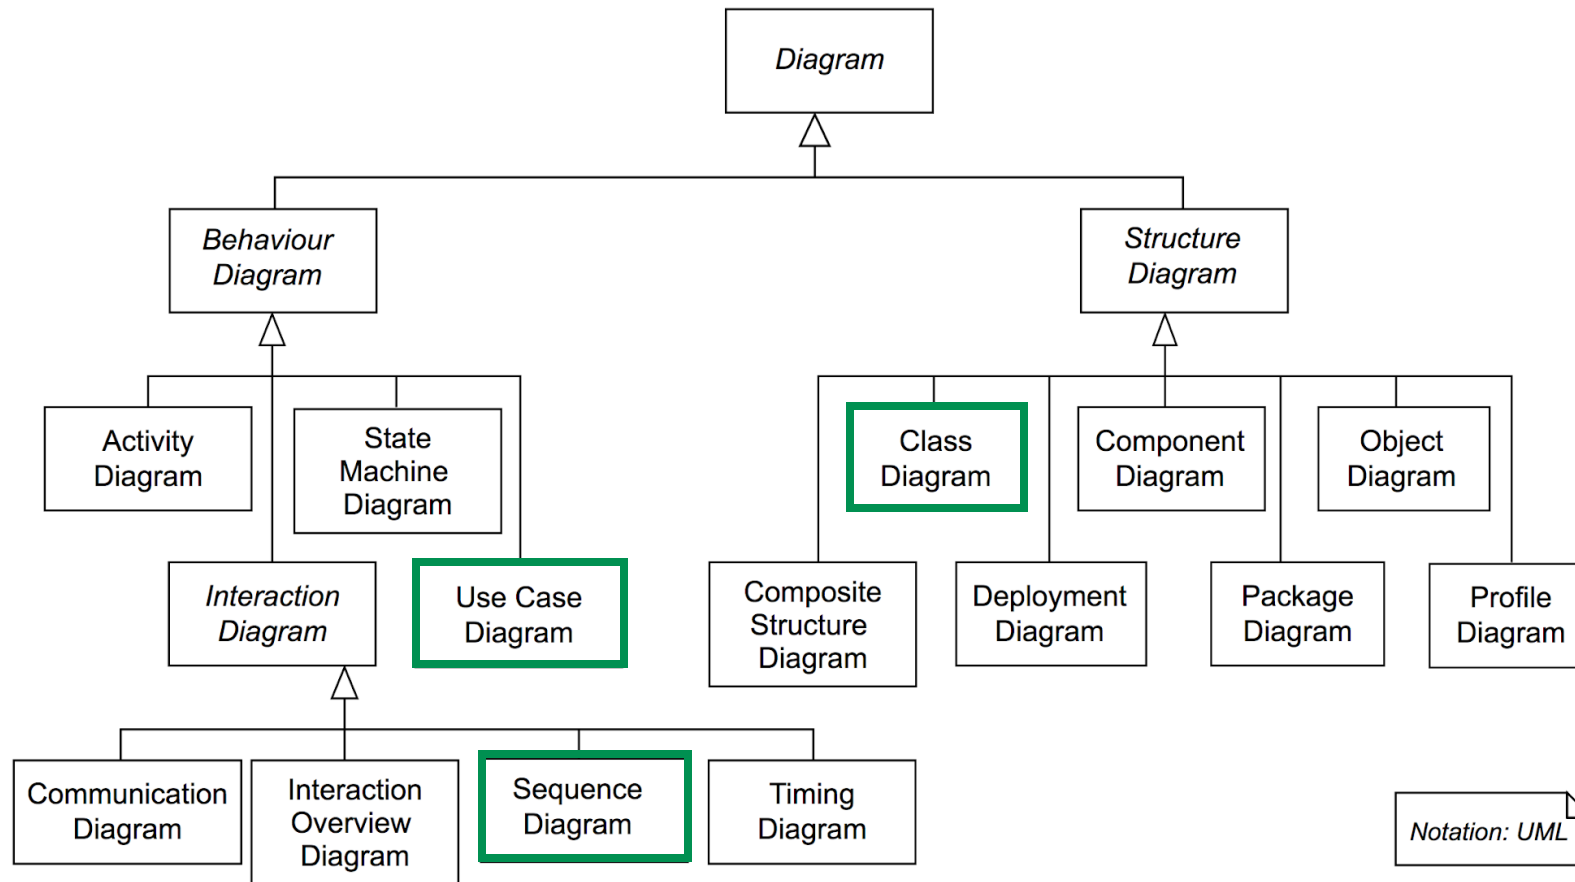 Diagram
Behaviour
Diagram
Structure
Diagram
Activity
Diagram
State
Machine
Diagram
Class
Diagram
Component
Diagram
Object
Diagram
Interaction
Diagram
Use Case
Diagram
Composite
Structure
Diagram
Deployment
Diagram
Package
Diagram
Profile
Diagram
Communication
Diagram
Interaction
Overview
Diagram
Sequence
Diagram
Timing
Diagram
Notation: UML